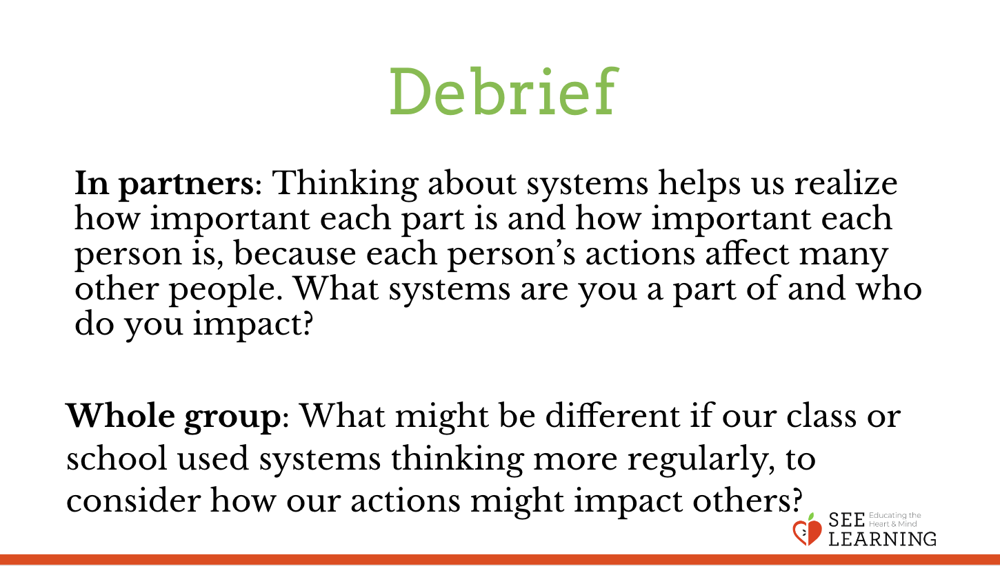 Debrief
In partners: Thinking about systems helps us realize
how important each part is and how important each
person is, because each person’s actions affect many
other people. What systems are you a part of and who
do you impact?
Whole group: What might be different if our class or
school used systems thinking more regularly, to
consider how our actions might impact others?
SEE Educating the
Heart & Mind
LEARNING